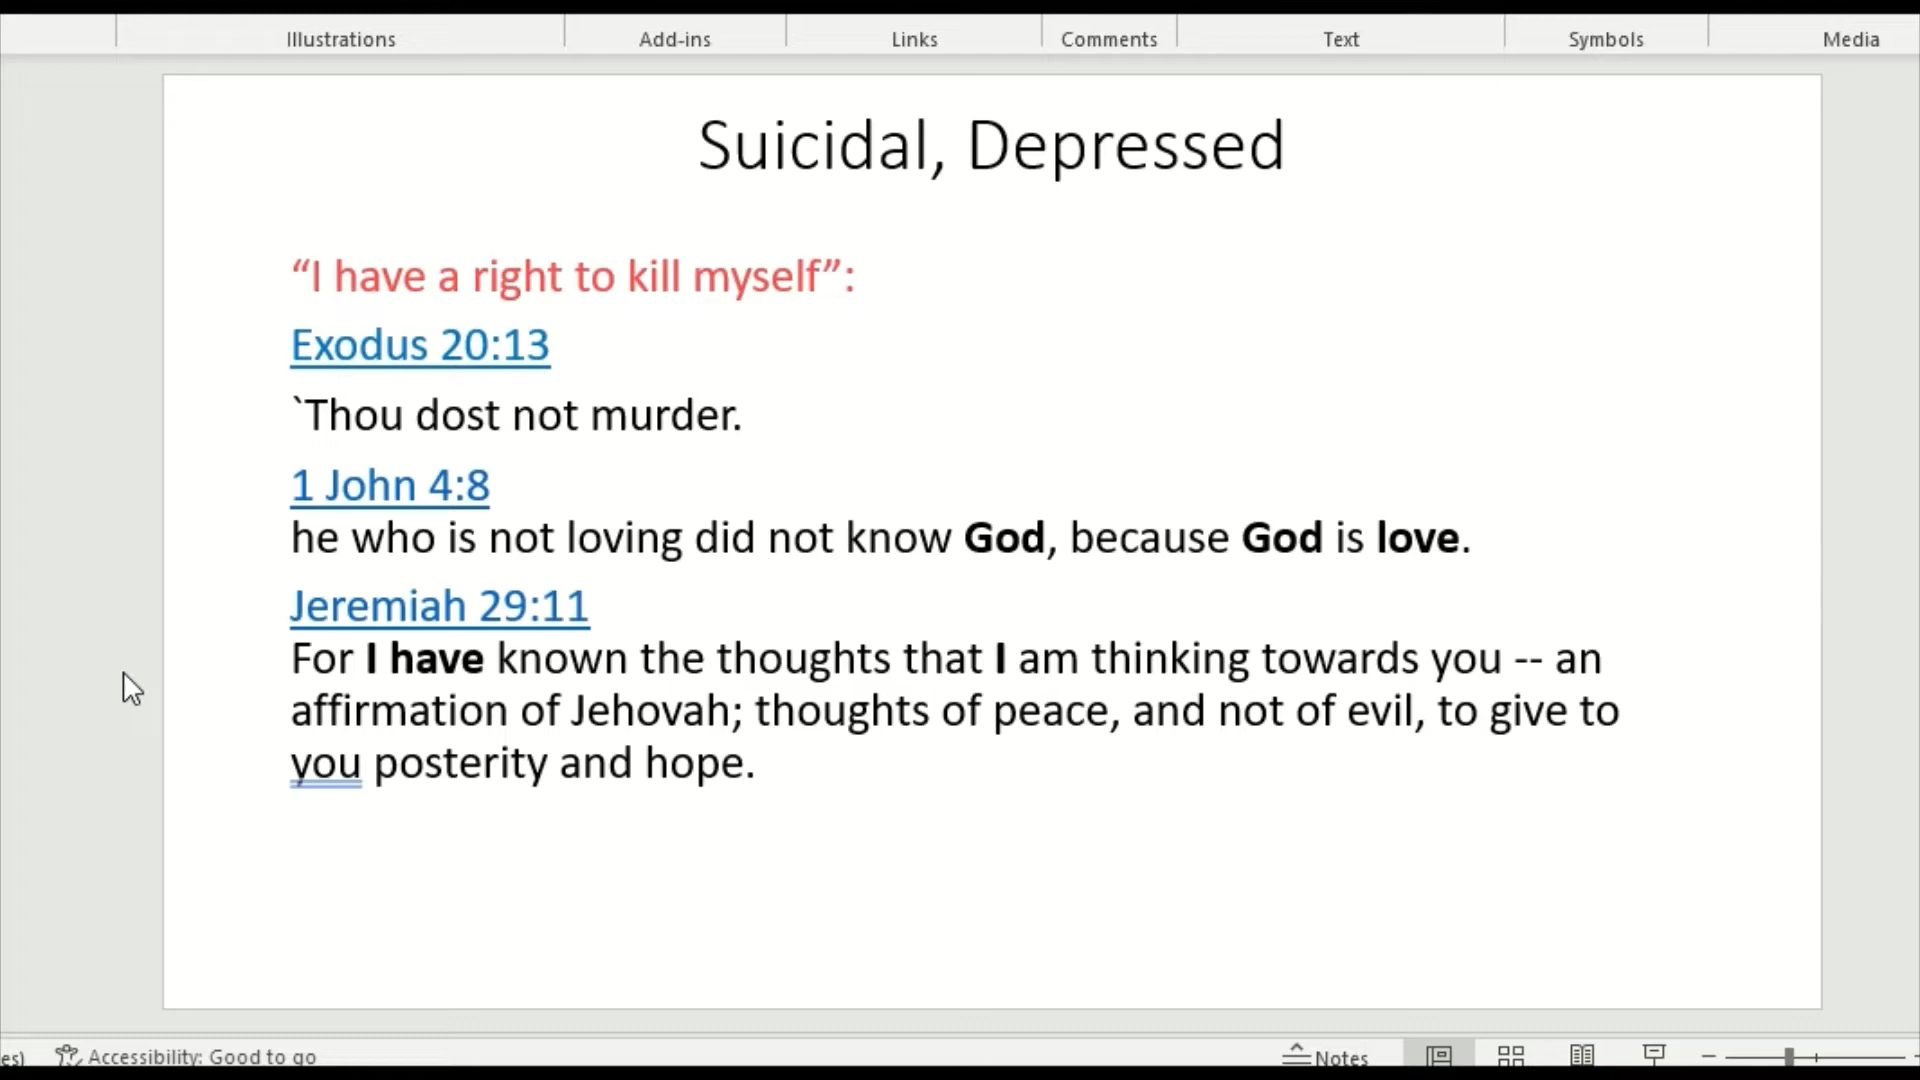 Illustrations Add-ins Links Comments Text Symbols Media
Suicidal, Depressed
“I have a right to kill myself”:
Exodus 20:13
`Thou dost not murder.
1 John 4:8
he who is not loving did not know God, because God is love.
Jeremiah 29:11
For I have known the thoughts that I am thinking towards you -- an
affirmation of Jehovah; thoughts of peace, and not of evil, to give to
you posterity and hope.
es) Accessibility: Good to go Notes